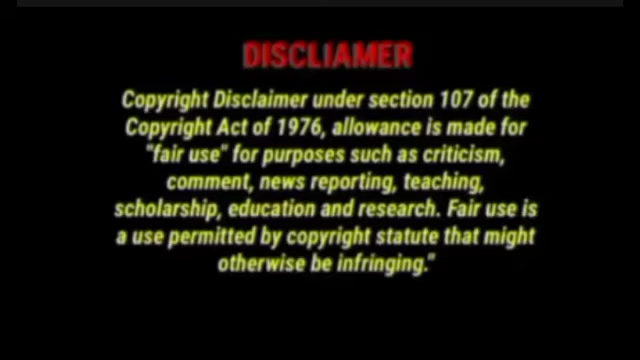 DISCLIAMER
Copyright Disclaimer under section 107 of the
Copyright Act of 1976, allowance is made for
"fair use" for purposes such as criticism,
comment, news reporting, teaching,
scholarship, education and research. Fair use is
a use permitted by copyright statute that might
otherwise be infringing."